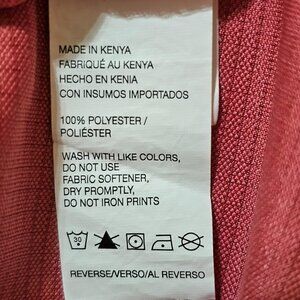 MADE IN KENYA
FABRIQUÉ AU KENYA
HECHO EN KENIA
CON INSUMOS IMPORTADOS
100% POLYESTER /
POLIÉSTER
WASH WITH LIKE COLORS,
DO NOT USE
FABRIC SOFTENER,
DRY PROMPTLY,
DO NOT IRON PRINTS
30
REVERSE/VERSO/AL REVERSO